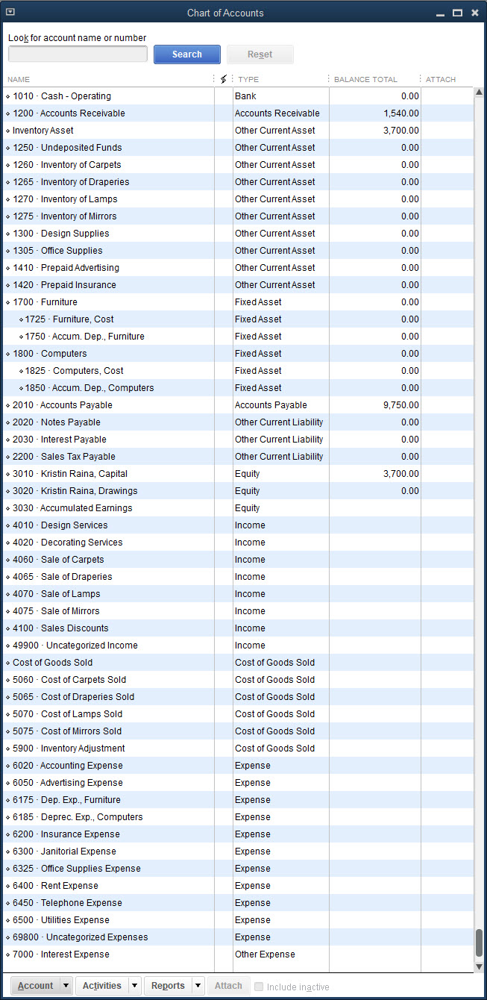 Chart of Accounts
Look for account name or number
Search Reset
NAME TYPE BALANCE TOTAL ATTACH
1010 · Cash - Operating Bank 0.00
1200 · Accounts Receivable Accounts Receivable 1,540.00
Inventory Asset Other Current Asset 3,700.00
1250 · Undeposited Funds Other Current Asset 0.00
1260 · Inventory of Carpets Other Current Asset 0.00
1265 · Inventory of Draperies Other Current Asset 0.00
1270 · Inventory of Lamps Other Current Asset 0.00
1275 · Inventory of Mirrors Other Current Asset 0.00
1300 · Design Supplies Other Current Asset 0.00
1305 · Office Supplies Other Current Asset 0.00
1410 · Prepaid Advertising Other Current Asset 0.00
1420 · Prepaid Insurance Other Current Asset 0.00
1700 · Furniture Fixed Asset 0.00
1725 · Furniture, Cost Fixed Asset 0.00
1750 · Accum. Dep., Furniture Fixed Asset 0.00
1800 · Computers Fixed Asset 0.00
1825 · Computers, Cost Fixed Asset 0.00
1850 · Accum. Dep., Computers Fixed Asset 0.00
2010 · Accounts Payable Accounts Payable 9,750.00
2020 · Notes Payable Other Current Liability 0.00
2030 · Interest Payable Other Current Liability 0.00
2200 · Sales Tax Payable Other Current Liability 0.00
3010 · Kristin Raina, Capital Equity 3,700.00
3020 · Kristin Raina, Drawings Equity 0.00
3030 · Accumulated Earnings Equity
4010 · Design Services Income
4020 · Decorating Services Income
4060 · Sale of Carpets Income
4065 · Sale of Draperies Income
4070 · Sale of Lamps Income
4075 · Sale of Mirrors Income
4100 · Sales Discounts Income
49900 · Uncategorized Income Income
Cost of Goods Sold Cost of Goods Sold
5060 · Cost of Carpets Sold Cost of Goods Sold
5065 · Cost of Draperies Sold Cost of Goods Sold
5070 · Cost of Lamps Sold Cost of Goods Sold
5075 · Cost of Mirrors Sold Cost of Goods Sold
5900 · Inventory Adjustment Cost of Goods Sold
6020 · Accounting Expense Expense
6050 · Advertising Expense Expense
6175 · Dep. Exp., Furniture Expense
6185 · Deprec. Exp., Computers Expense
6200 · Insurance Expense Expense
6300 · Janitorial Expense Expense
6325 · Office Supplies Expense Expense
6400 · Rent Expense Expense
6450 · Telephone Expense Expense
6500 · Utilities Expense Expense
69800 · Uncategorized Expenses Expense
7000 · Interest Expense Other Expense
Account Activities Reports Attach Include inactive